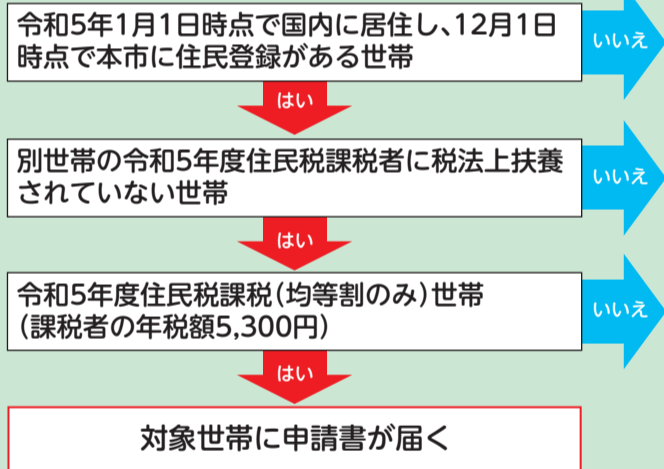 令和5年1月1日時点で国内に居住し、12月1日
時点で本市に住民登録がある世帯
いいえ
はい
別世帯の令和5年度住民税課税者に税法上扶養
されていない世帯
いいえ
はい
令和5年度住民税課税(均等割のみ)世帯
(課税者の年税額5,300円)
いいえ
はい
対象世帯に申請書が届く